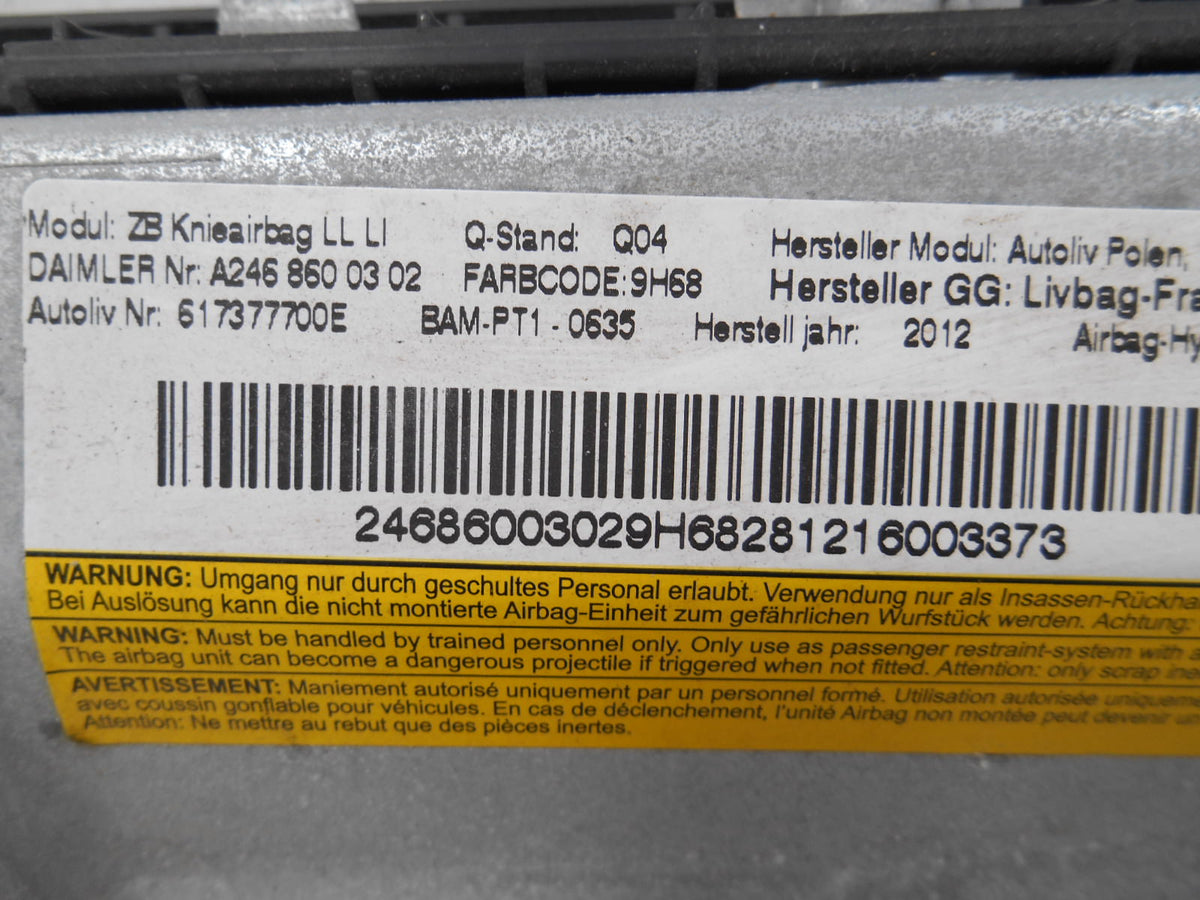 Modul: ZB Knieairbag LL LI Q-Stand: Q04 Hersteller Modul: Autoliv Polen,
DAIMLER Nr: A246 860 03 02 FARBCODE: 9H68 Hersteller GG: Livbag-Fra
Autoliv Nr: 617377700E BAM-PT1 - 0635 Herstell jahr: 2012 Airbag-Hy
24686003029H68281216003373
WARNUNG: Umgang nur durch geschultes Personal erlaubt. Verwendung nur als Insassen-Rückha
Bei Auslösung kann die nicht montierte Airbag-Einheit zum gefährlichen Wurfstück werden. Achtung:
WARNING: Must be handled by trained personnel only. Only use as passenger restraint-system with a
The airbag unit can become a dangerous projectile if triggered when not fitted. Attention: only scrap ine
AVERTISSEMENT: Maniement autorisé uniquement par un personnel formé. Utilisation autorisée uniquem
avec coussin gonflable pour véhicules. En cas de déclenchement, l'unité Airbag non montée peut devenir un
Attention: Ne mettre au rebut que des pièces inertes.